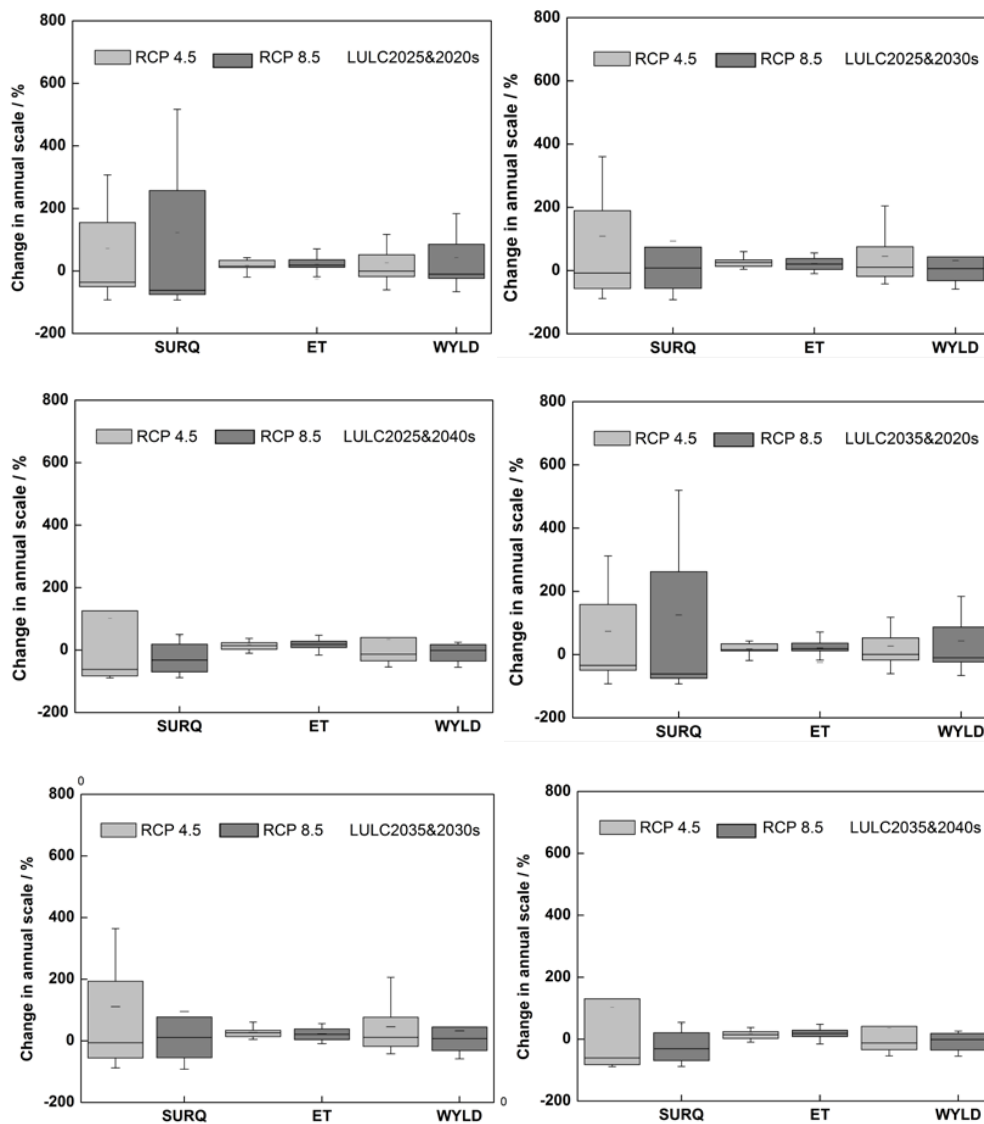 800
600
400
200
0
-200
Change in annual scale / %
RCP 4.5 RCP 8.5 LULC2025&2020s
SURQ ET WYLD
800
600
400
200
0
-200
Change in annual scale / %
RCP 4.5 RCP 8.5 LULC2025&2030s
SURQ ET WYLD
800
600
400
200
0
-200
Change in annual scale / %
RCP 4.5 RCP 8.5 LULC2025&2040s
SURQ ET WYLD
800
600
400
200
0
-200
Change in annual scale / %
RCP 4.5 RCP 8.5 LULC2035&2020s
SURQ ET WYLD
0
800
600
400
200
0
-200
Change in annual scale / %
RCP 4.5 RCP 8.5 LULC2035&2030s
SURQ ET WYLD
0
800
600
400
200
0
-200
Change in annual scale / %
RCP 4.5 RCP 8.5 LULC2035&2040s
SURQ ET WYLD